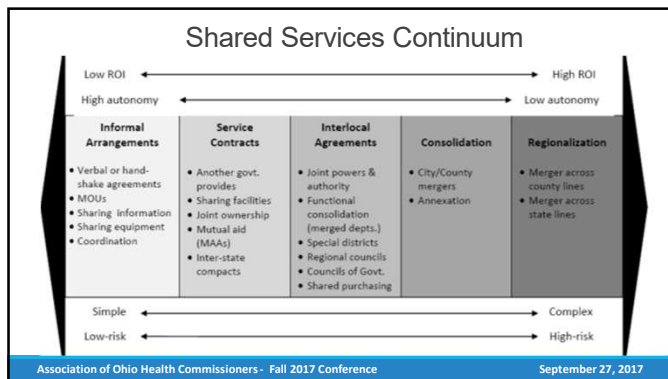 Shared Services Continuum
Low ROI
High ROI
High autonomy
Low autonomy
Informal
Arrangements
• Verbal or hand-
shake agreements
• MOUs
• Sharing information
• Sharing equipment
• Coordination
Service
Contracts
• Another govt.
provides
• Sharing facilities
• Joint ownership
• Mutual aid
(MAAs)
• Inter-state
compacts
Interlocal
Agreements
• Joint powers &
authority
• Functional
consolidation
(merged depts.)
• Special districts
• Regional councils
• Councils of Govt.
• Shared purchasing
Consolidation
• City/County
mergers
• Annexation
Regionalization
• Merger across
county lines
• Merger across
state lines
Simple
Complex
Low-risk
High-risk
Association of Ohio Health Commissioners - Fall 2017 Conference
September 27, 2017